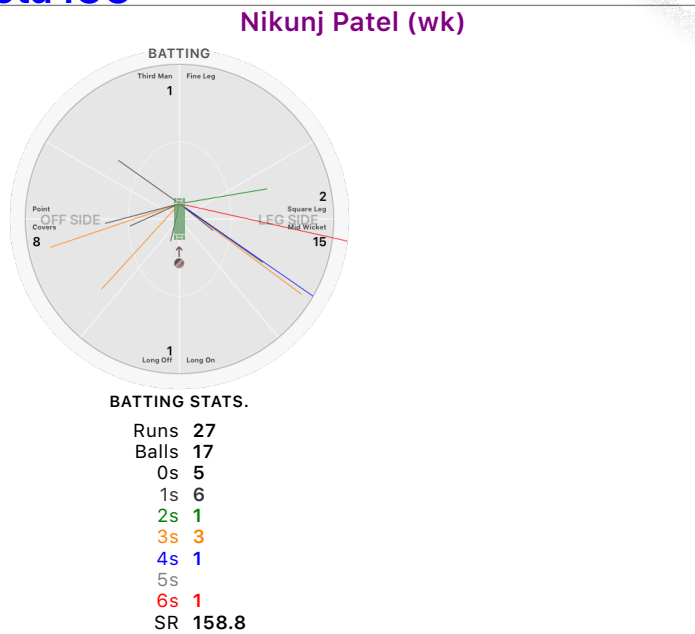 Nikunj Patel (wk)
BATTING
Third Man Fine Leg
1
2
Point Square Leg
OFF SIDE LEG SIDE
Covers Mid Wicket
8 15
1
Long Off Long On
BATTING STATS.
Runs 27
Balls 17
0s 5
1s 6
2s 1
3s 3
4s 1
5s
6s 1
SR 158.8